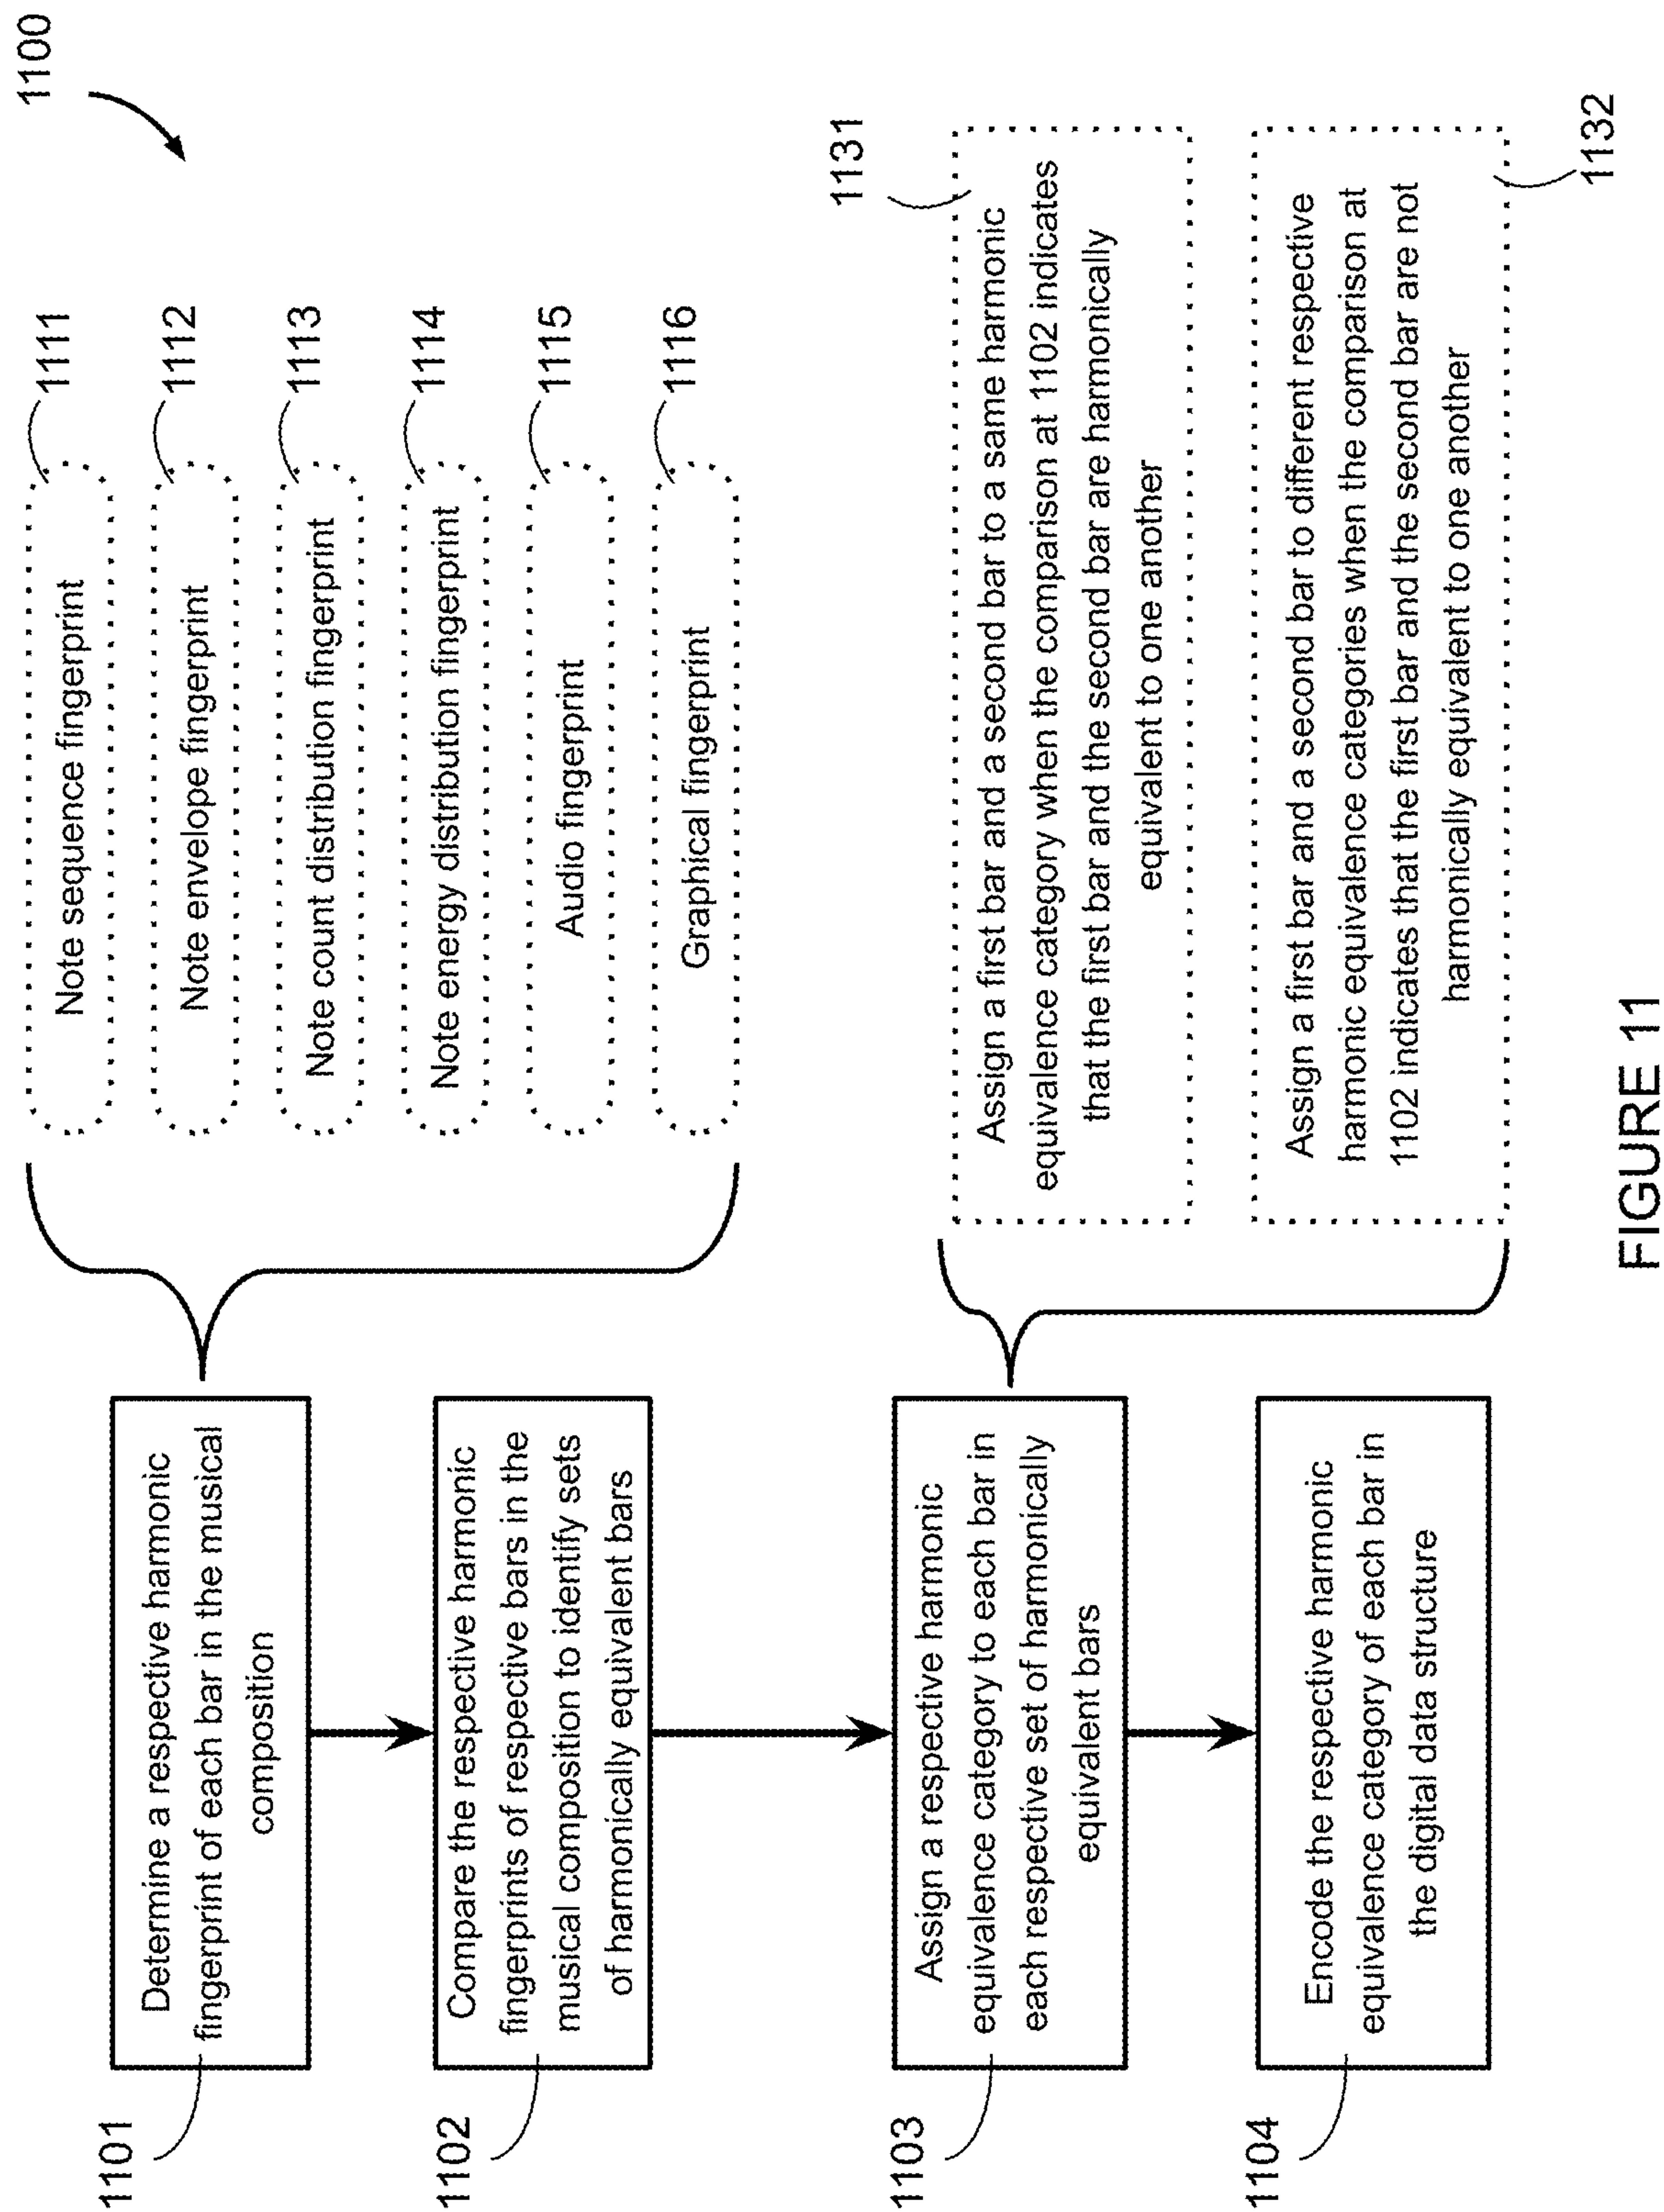 1100
1101
Determine a respective harmonic
fingerprint of each bar in the musical
composition
Note sequence fingerprint
1111
Note envelope fingerprint
1112
Note count distribution fingerprint
1113
Note energy distribution fingerprint
1114
Audio fingerprint
1115
Graphical fingerprint
1116
1102
Compare the respective harmonic
fingerprints of respective bars in the
musical composition to identify sets
of harmonically equivalent bars
1103
Assign a respective harmonic
equivalence category to each bar in
each respective set of harmonically
equivalent bars
1131
Assign a first bar and a second bar to a same harmonic
equivalence category when the comparison at 1102 indicates
that the first bar and the second bar are harmonically
equivalent to one another
1104
Encode the respective harmonic
equivalence category of each bar in
the digital data structure
Assign a first bar and a second bar to different respective
harmonic equivalence categories when the comparison at
1102 indicates that the first bar and the second bar are not
harmonically equivalent to one another
1132
FIGURE 11